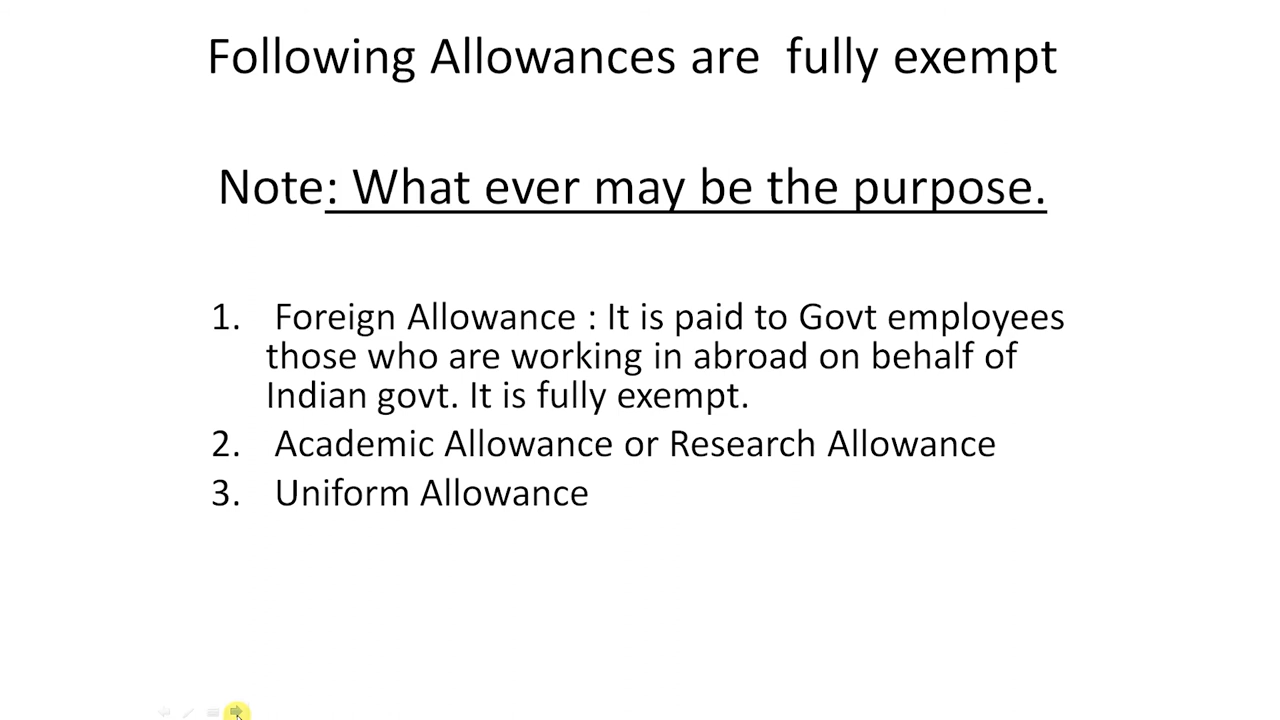 Following Allowances are  fully exempt
Note: What ever may be the purpose.
1. Foreign Allowance : It is paid to Govt employees
those who are working in abroad on behalf of
Indian govt. It is fully exempt.
2. Academic Allowance or Research Allowance
3. Uniform Allowance